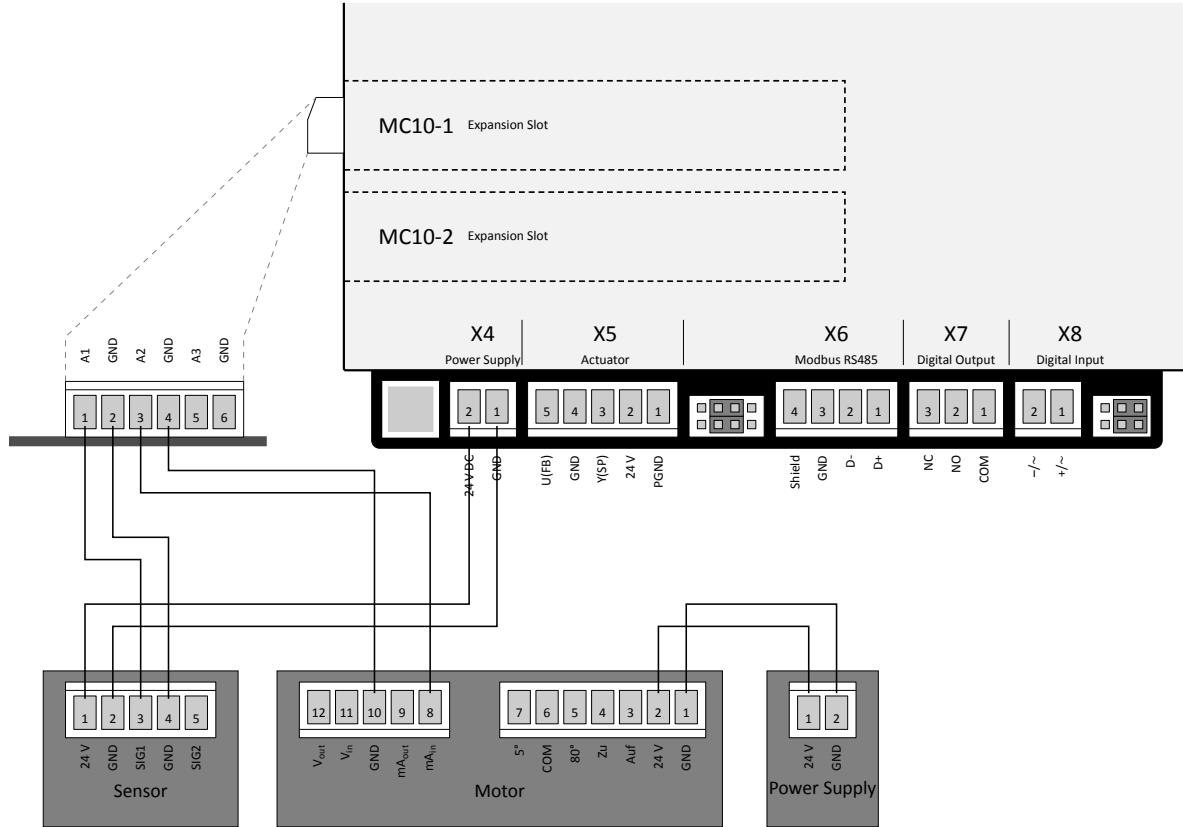 MC10-1 Expansion Slot
MC10-2 Expansion Slot
X4 X5 X6 X7 X8
Power Supply Actuator Modbus RS485 Digital Output Digital Input
A1 GND A2 GND A3 GND
1 2 3 4 5 6
2 1 5 4 3 2 1 4 3 2 1 3 2 1 2 1
24 V DC GND U(FB) GND Y(SP) 24 V PGND Shield GND D- D+ NC NO COM −/~ +/~
1 2 3 4 5
24 V GND SIG1 GND SIG2
Sensor
12 11 10 9 8 7 6 5 4 3 2 1
Vout Vin GND mAout mAin 5° COM 80° Zu Auf 24 V GND
Motor
1 2
24 V GND
Power Supply